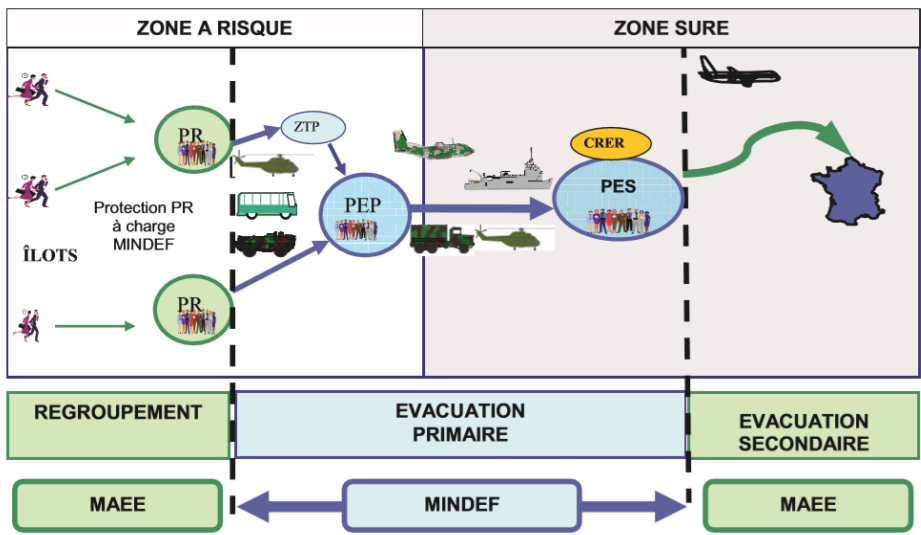 ZONE A RISQUE
ZONE SURE
PR
ZTP
CRER
PES
Protection PR
à charge
MINDEF
PEP
ÎLOTS
PR
REGROUPEMENT
EVACUATION
PRIMAIRE
EVACUATION
SECONDAIRE
MAEE
MINDEF
MAEE